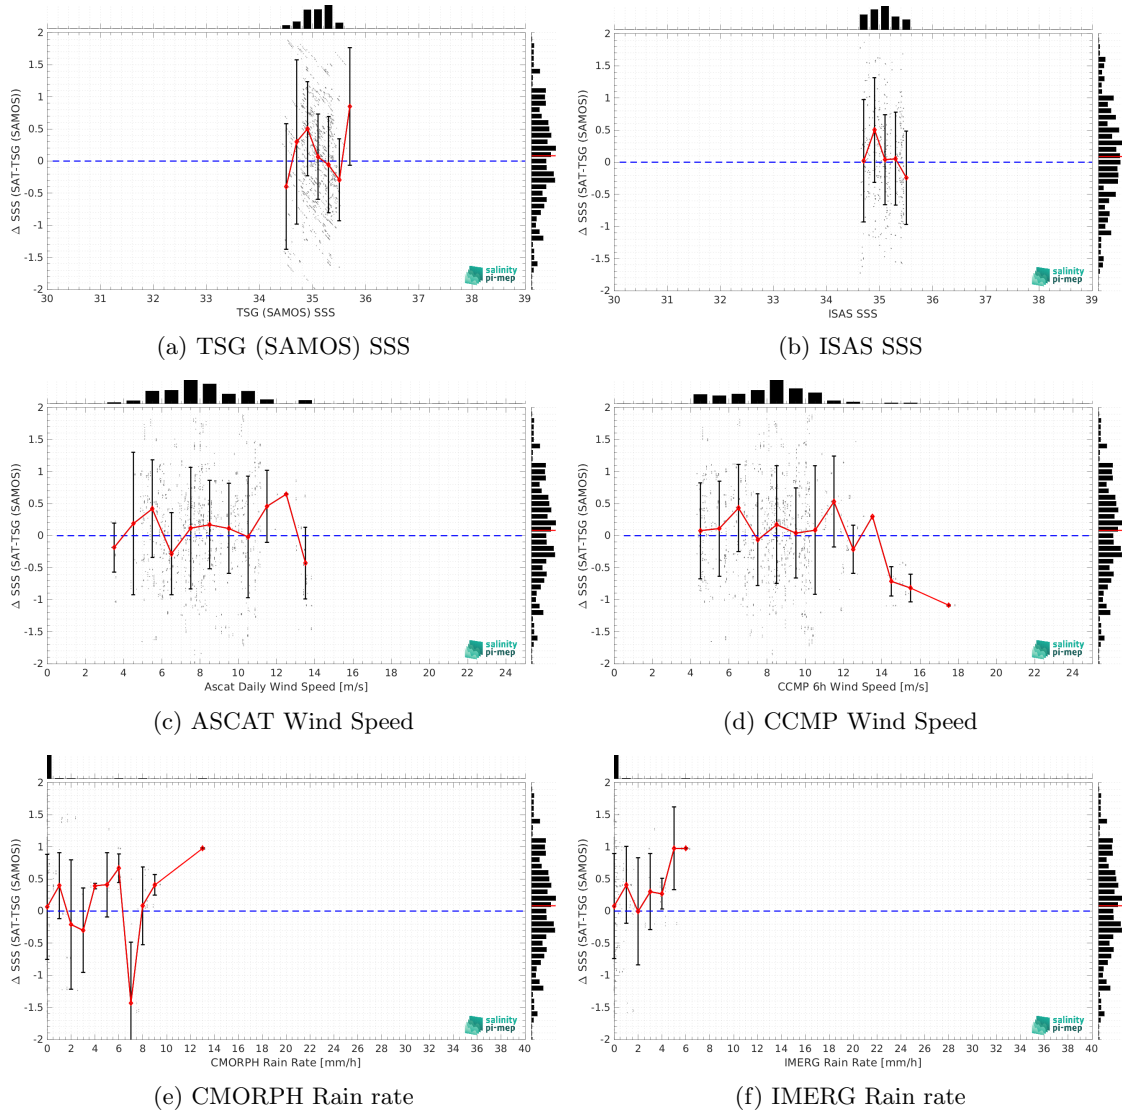 2
1.5
1
0.5
0
-0.5
-1
-1.5
-2
Δ SSS (SAT-TSG (SAMOS))
salinity
pi-mep
30 31 32 33 34 35 36 37 38 39
TSG (SAMOS) SSS
(a) TSG (SAMOS) SSS
2
1.5
1
0.5
0
-0.5
-1
-1.5
-2
Δ SSS (SAT-TSG (SAMOS))
salinity
pi-mep
30 31 32 33 34 35 36 37 38 39
ISAS SSS
(b) ISAS SSS
2
1.5
1
0.5
0
-0.5
-1
-1.5
-2
Δ SSS (SAT-TSG (SAMOS))
salinity
pi-mep
0 2 4 6 8 10 12 14 16 18 20 22 24
Ascat Daily Wind Speed [m/s]
(c) ASCAT Wind Speed
2
1.5
1
0.5
0
-0.5
-1
-1.5
-2
Δ SSS (SAT-TSG (SAMOS))
salinity
pi-mep
0 2 4 6 8 10 12 14 16 18 20 22 24
CCMP 6h Wind Speed [m/s]
(d) CCMP Wind Speed
2
1.5
1
0.5
0
-0.5
-1
-1.5
-2
Δ SSS (SAT-TSG (SAMOS))
salinity
pi-mep
0 2 4 6 8 10 12 14 16 18 20 22 24 26 28 30 32 34 36 38 40
CMORPH Rain Rate [mm/h]
(e) CMORPH Rain rate
2
1.5
1
0.5
0
-0.5
-1
-1.5
-2
Δ SSS (SAT-TSG (SAMOS))
salinity
pi-mep
0 2 4 6 8 10 12 14 16 18 20 22 24 26 28 30 32 34 36 38 40
IMERG Rain Rate [mm/h]
(f) IMERG Rain rate